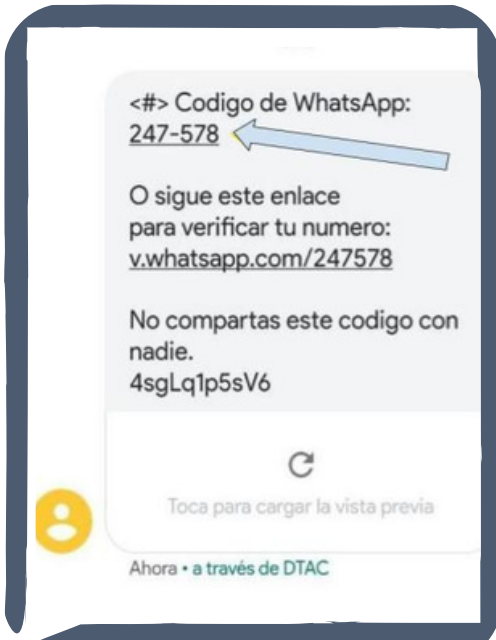 <#> Codigo de WhatsApp:
247-578
O sigue este enlace
para verificar tu numero:
v.whatsapp.com/247578
No compartas este codigo con
nadie.
4sgLq1p5sV6
Toca para cargar la vista previa
Ahora • a través de DTAC